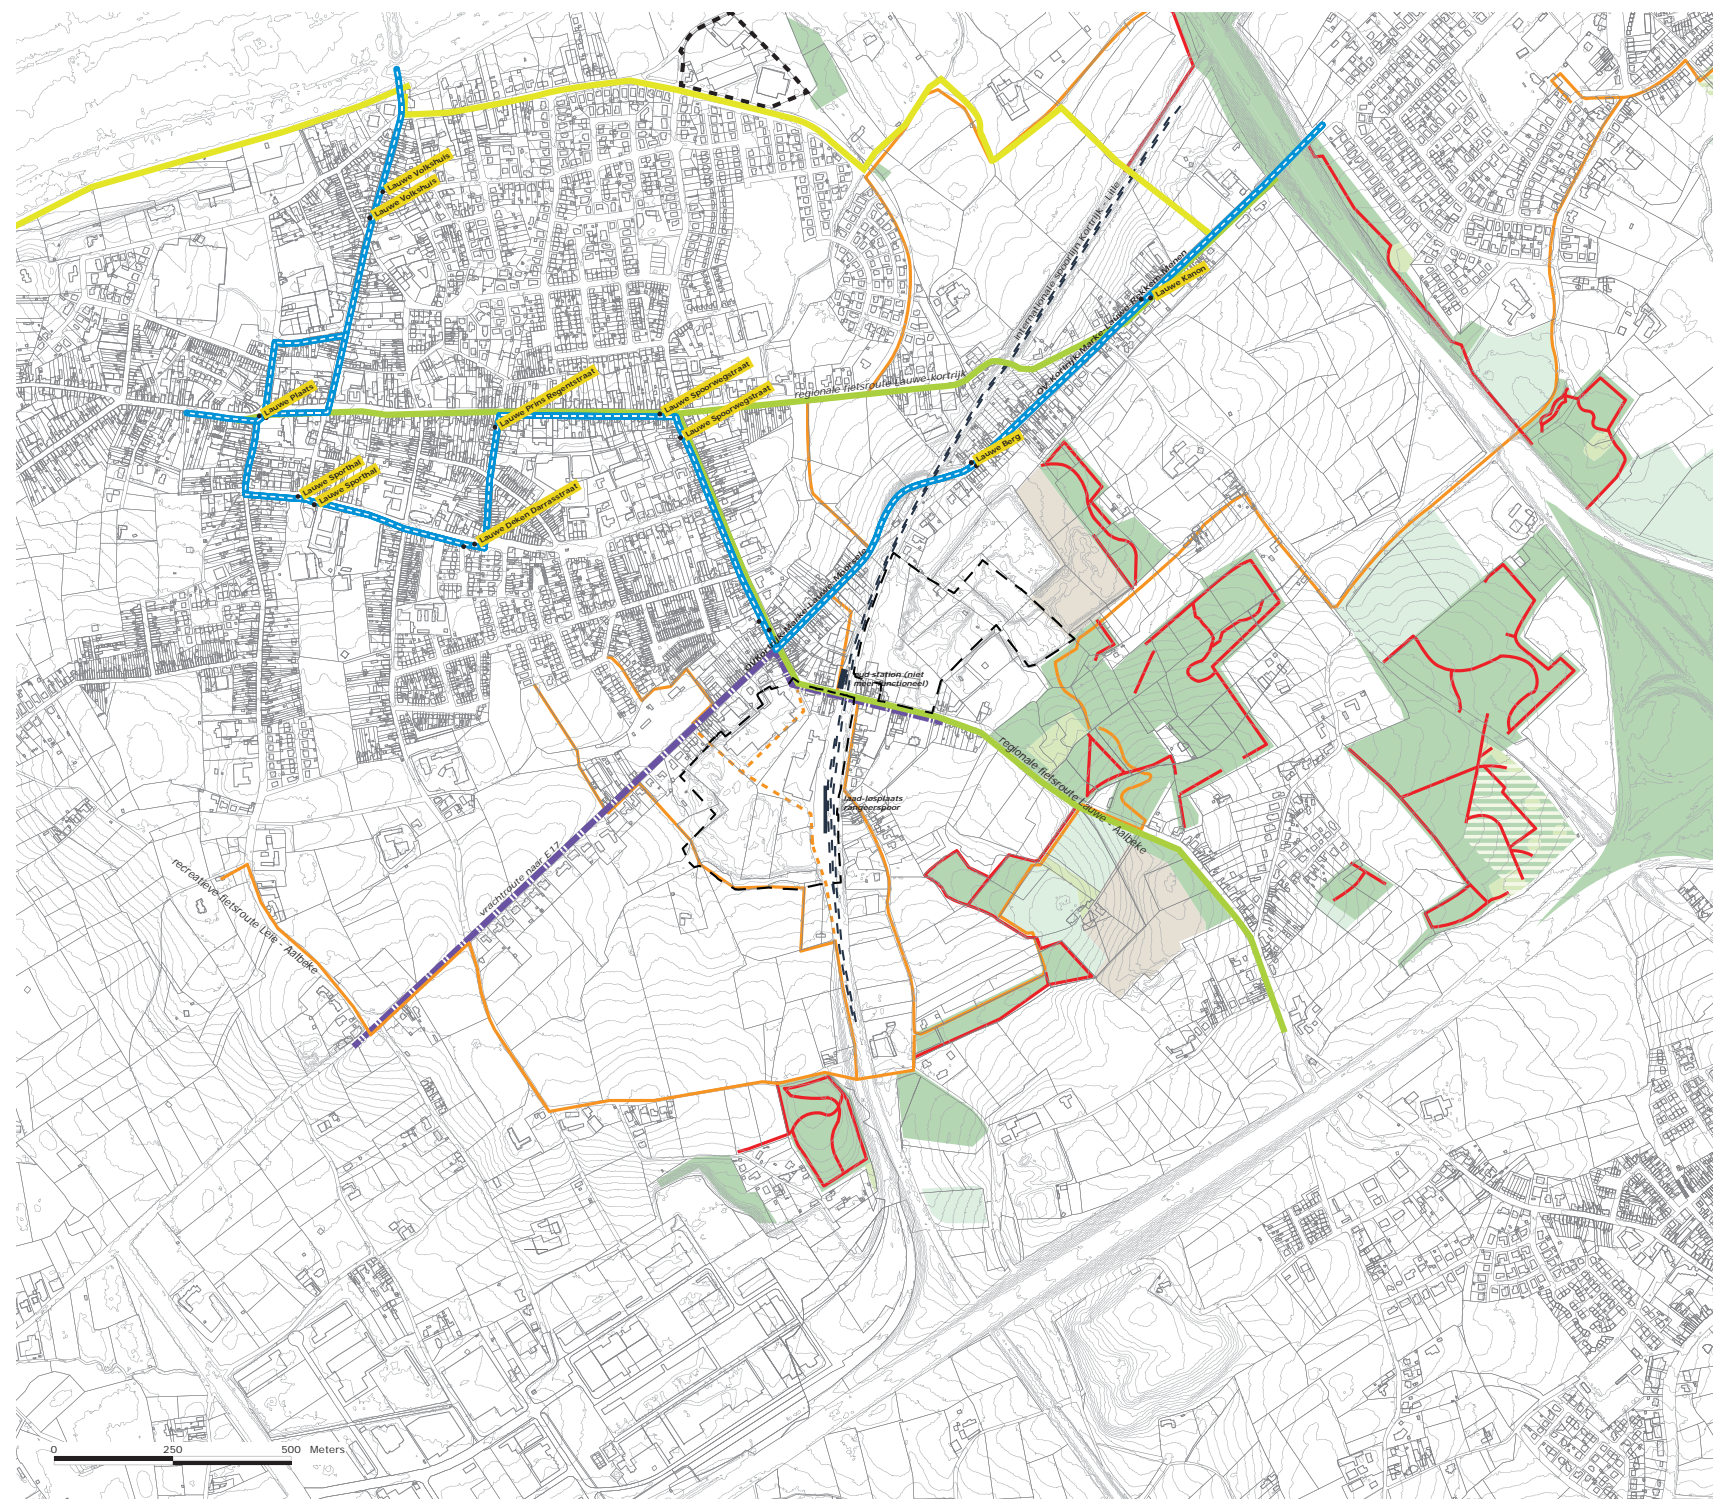 Lauwe Volkshuis
Lauwe Volkshuis
internationale spoorlijn Kortrijk - Lille
Lauwe Kanon
Lauwe Spoorwegstraat
Lauwe Prins Regentstraat
regionale fietsroute Lauwe-kortrijk
Lauwe Plaats
Lauwe Spoorwegstraat
Lauwe Berg
Lauwe Sporthal
Lauwe Sporthal
Lauwe Deken Darrasstraat
oud station (niet
meer functioneel)
regionale fietsroute Lauwe - Aalbeke
laad-losplaats
rangeerspoor
vrachtroute naar E17
recreatieve fietsroute Leie - Aalbeke
0 250 500 Meters